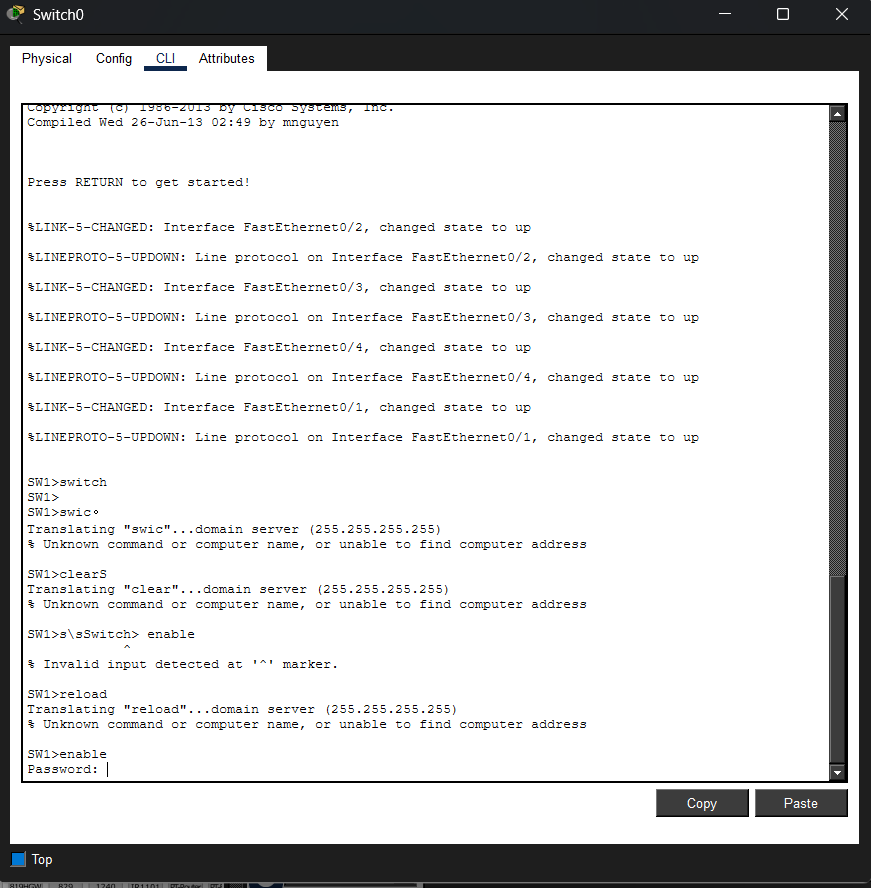 Switch0
Physical Config CLI Attributes
Copyright (c) 1986-2013 by Cisco Systems, Inc.
Compiled Wed 26-Jun-13 02:49 by mnguyen
Press RETURN to get started!
%LINK-5-CHANGED: Interface FastEthernet0/2, changed state to up
%LINEPROTO-5-UPDOWN: Line protocol on Interface FastEthernet0/2, changed state to up
%LINK-5-CHANGED: Interface FastEthernet0/3, changed state to up
%LINEPROTO-5-UPDOWN: Line protocol on Interface FastEthernet0/3, changed state to up
%LINK-5-CHANGED: Interface FastEthernet0/4, changed state to up
%LINEPROTO-5-UPDOWN: Line protocol on Interface FastEthernet0/4, changed state to up
%LINK-5-CHANGED: Interface FastEthernet0/1, changed state to up
%LINEPROTO-5-UPDOWN: Line protocol on Interface FastEthernet0/1, changed state to up
SW1>switch
SW1>
SW1>swic°
Translating "swic"...domain server (255.255.255.255)
% Unknown command or computer name, or unable to find computer address
SW1>clearS
Translating "clear"...domain server (255.255.255.255)
% Unknown command or computer name, or unable to find computer address
SW1>s\sSwitch> enable
^
% Invalid input detected at '^' marker.
SW1>reload
Translating "reload"...domain server (255.255.255.255)
% Unknown command or computer name, or unable to find computer address
SW1>enable
Password:
Copy Paste
Top